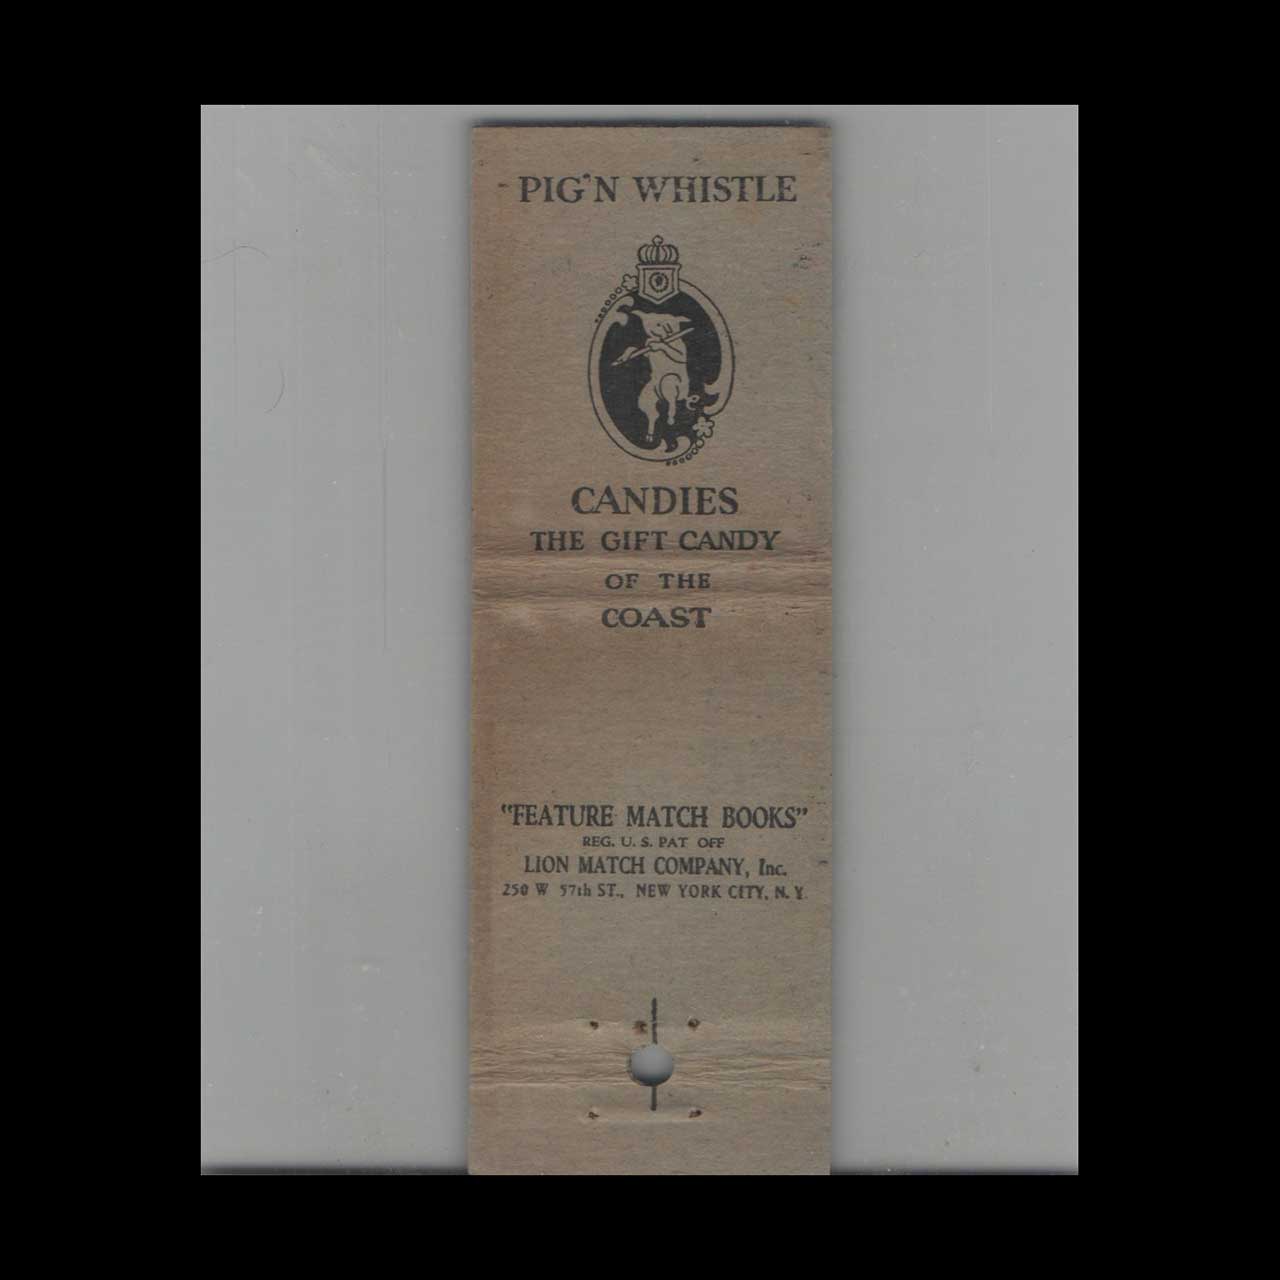 PIG'N WHISTLE
CANDIES
THE GIFT CANDY
OF THE
COAST
"FEATURE MATCH BOOKS"
REG. U. S. PAT OFF
LION MATCH COMPANY, Inc.
250 W 57th ST., NEW YORK CITY, N. Y.